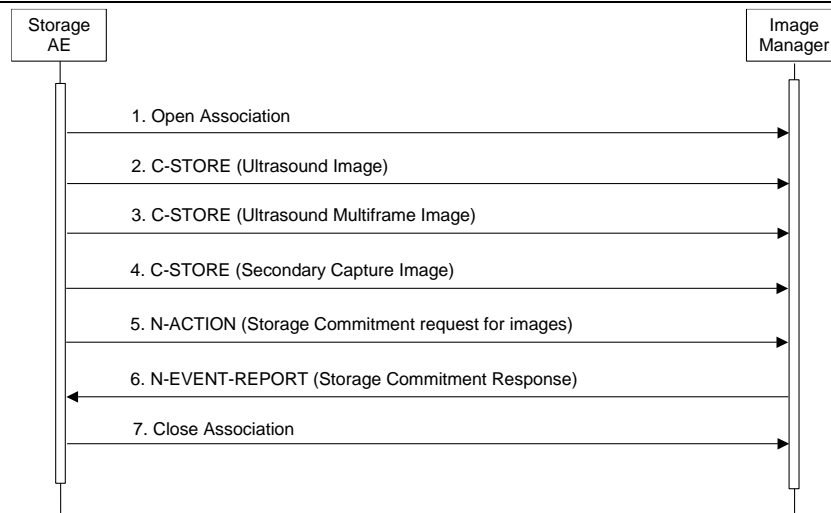 Storage
AE
Image
Manager
1. Open Association
2. C-STORE (Ultrasound Image)
3. C-STORE (Ultrasound Multiframe Image)
4. C-STORE (Secondary Capture Image)
5. N-ACTION (Storage Commitment request for images)
6. N-EVENT-REPORT (Storage Commitment Response)
7. Close Association